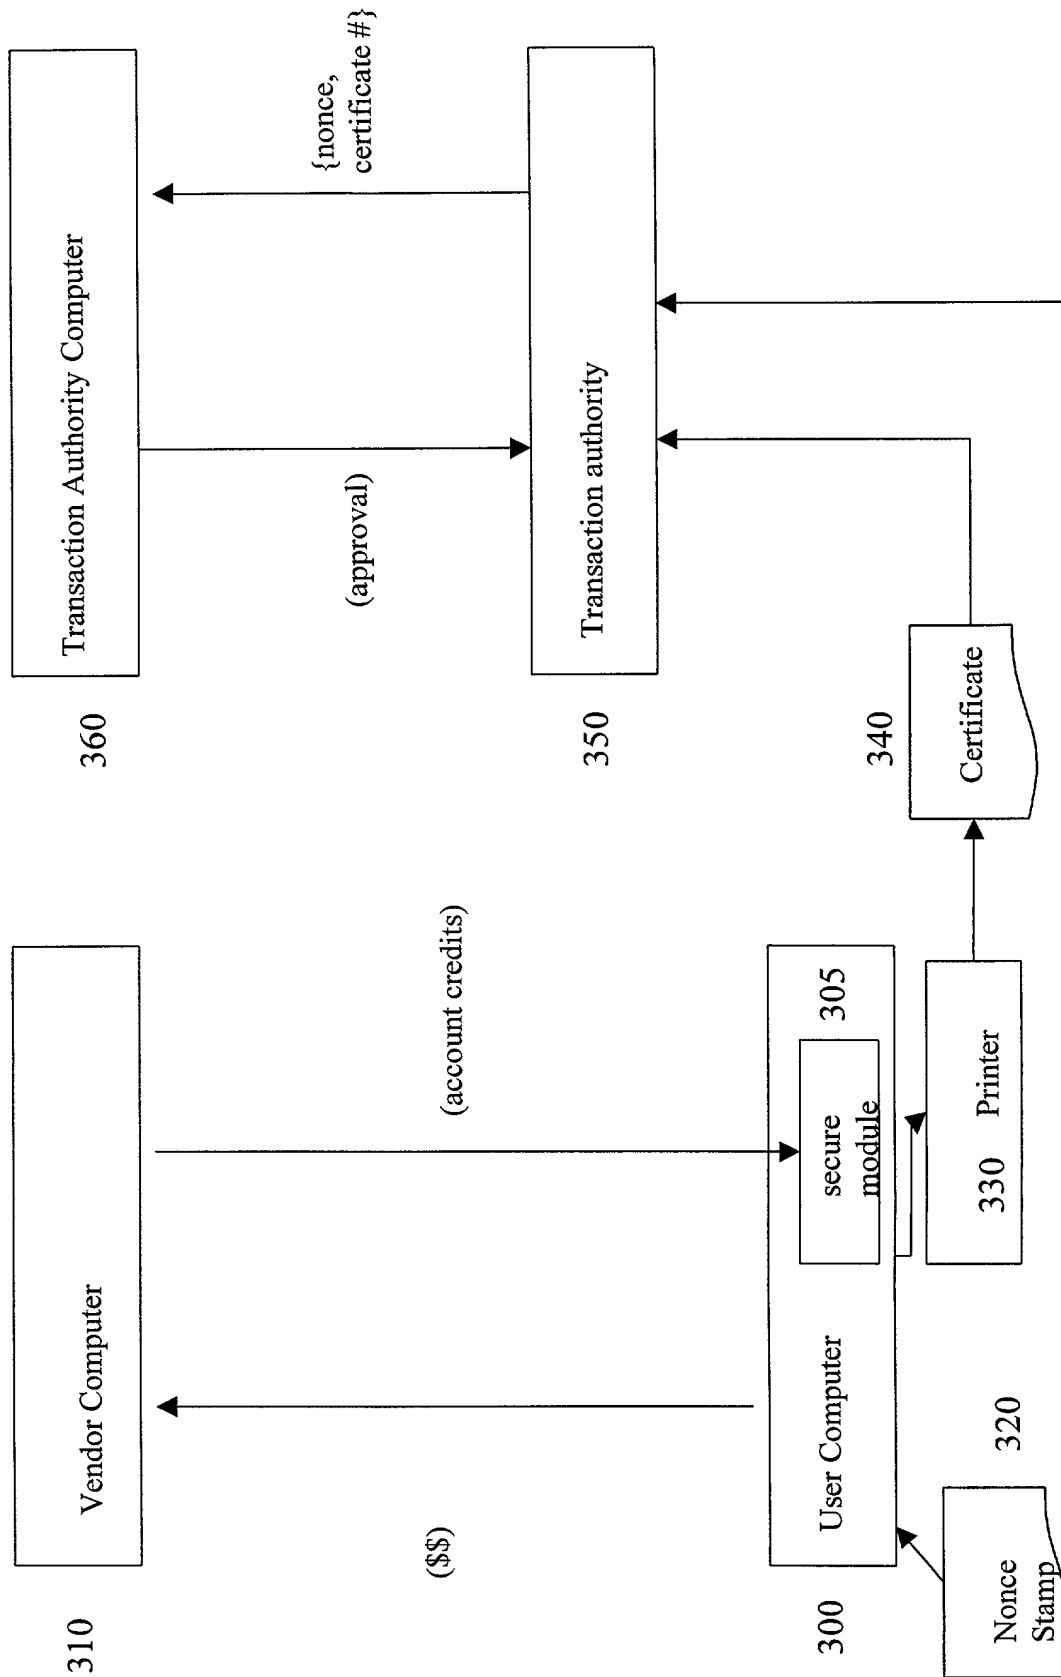 310
Vendor Computer
($$)
(account credits)
300
User Computer
secure
module
305
Nonce
Stamp
320
330
Printer
360
Transaction Authority Computer
(approval)
{nonce,
certificate #}
350
Transaction authority
340
Certificate